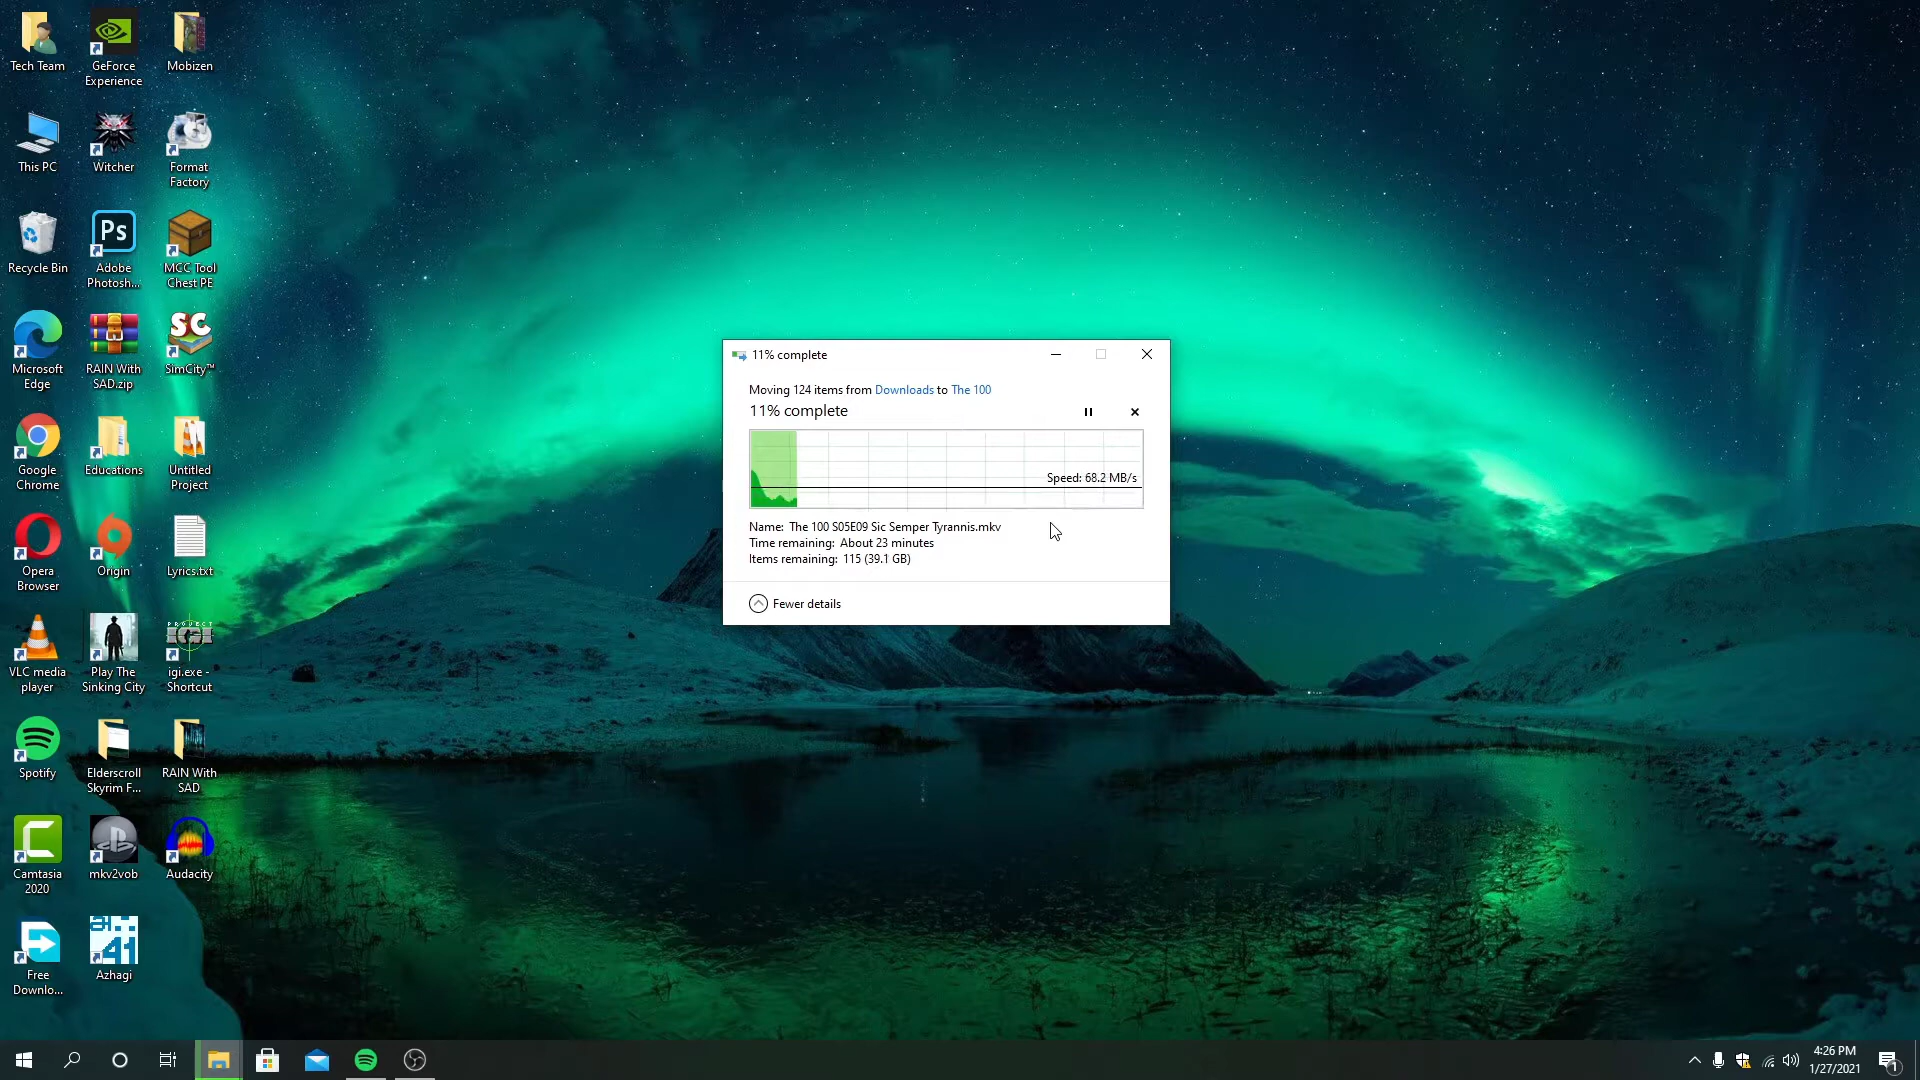 Tech Team
GeForce
Experience
Mobizen
This PC
Witcher
Format
Factory
Recycle Bin
Ps
Adobe
Photosh...
MCC Tool
Chest PE
Microsoft
Edge
RAIN With
SAD.zip
SC
SimCity™
Google
Chrome
Educations
Untitled
Project
Opera
Browser
Origin
Lyrics.txt
VLC media
player
Play The
Sinking City
PROJECT
igi.exe -
Shortcut
Spotify
Elderscroll
Skyrim F...
RAIN With
SAD
Camtasia
2020
mkv2vob
Audacity
Free
Downlo...
Azhagi
11% complete
Moving 124 items from Downloads to The 100
11% complete
Speed: 68.2 MB/s
Name: The 100 S05E09 Sic Semper Tyrannis.mkv
Time remaining: About 23 minutes
Items remaining: 115 (39.1 GB)
Fewer details
4:26 PM
1/27/2021
1